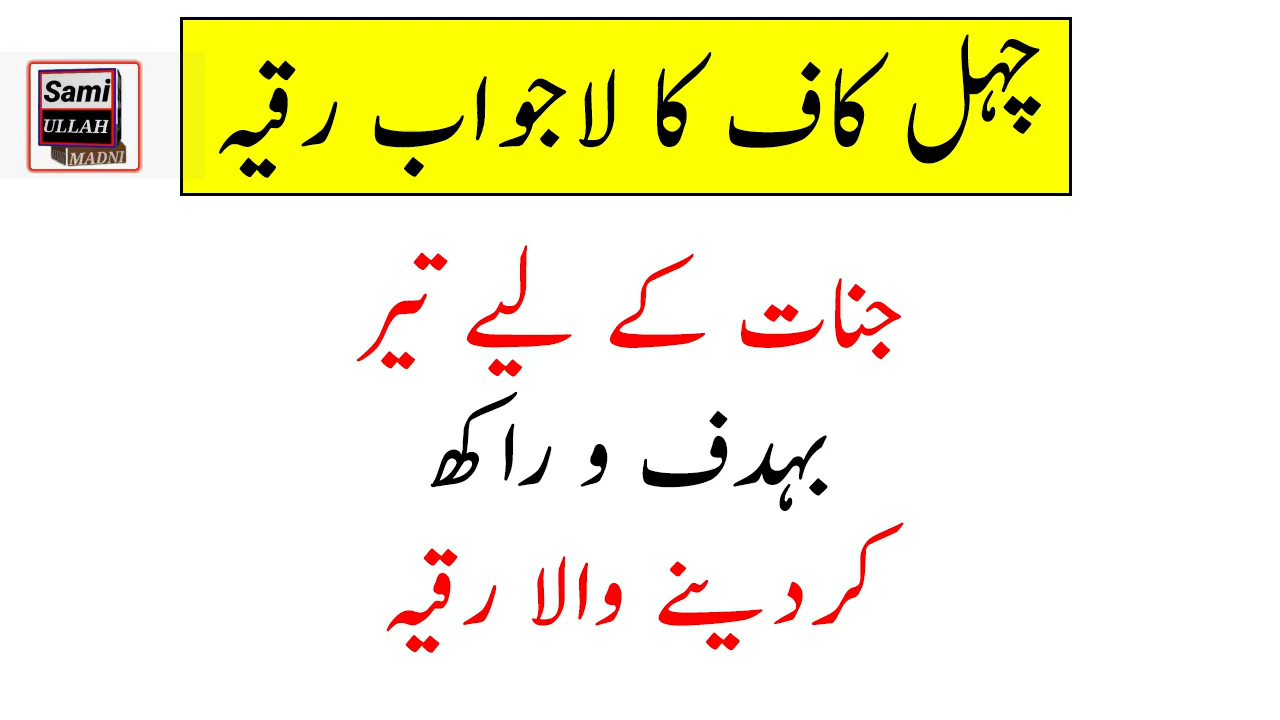 چہل کاف کا لاجواب رقیہ
Sami
ULLAH
MADNI
جنات کے لیے تیر
بہدف و راکھ
کردینے والا رقیہ